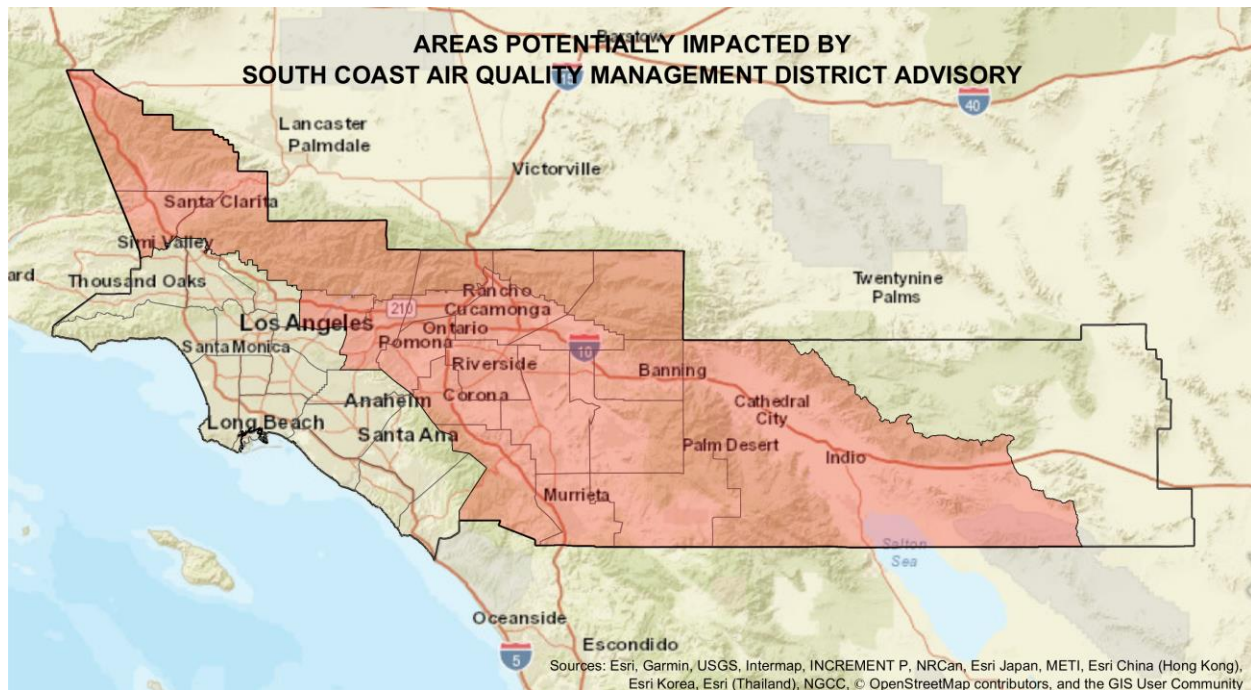 AREAS POTENTIALLY IMPACTED BY
SOUTH COAST AIR QUALITY MANAGEMENT DISTRICT ADVISORY
Barstow
15
40
Lancaster
Palmdale
Victorville
Santa Clarita
Simi Valley
ard
Thousand Oaks
Twentynine
Palms
Rancho
Cucamonga
210
Los Angeles
Ontario
Pomona
Santa Monica
10
Riverside
Banning
Corona
Anaheim
Cathedral
City
Long Beach
Santa Ana
Palm Desert
Indio
Murrieta
Salton
Sea
Oceanside
Escondido
5
Sources: Esri, Garmin, USGS, Intermap, INCREMENT P, NRCan, Esri Japan, METI, Esri China (Hong Kong),
Esri Korea, Esri (Thailand), NGCC, © OpenStreetMap contributors, and the GIS User Community